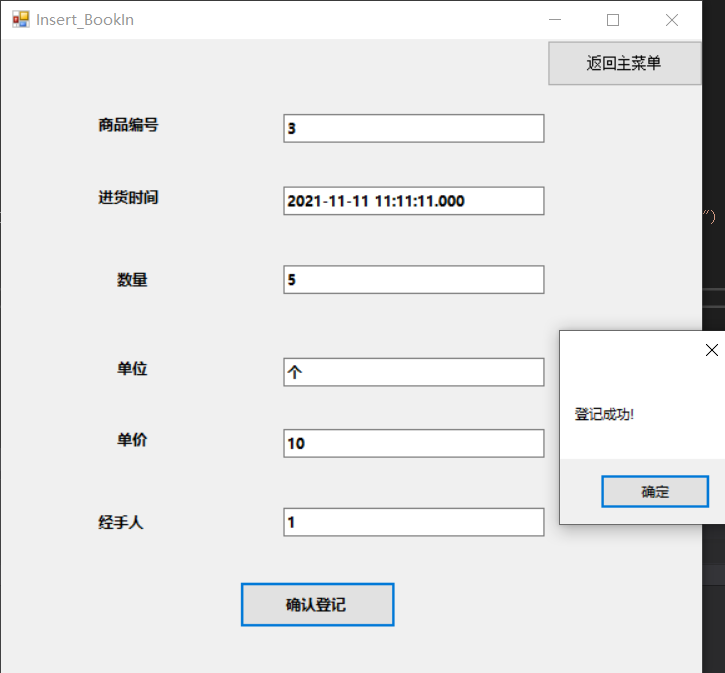 Insert_BookIn
返回主菜单
商品编号 3
进货时间 2021-11-11 11:11:11.000
")
数量 5
单位 个
登记成功!
单价 10
确定
经手人 1
确认登记